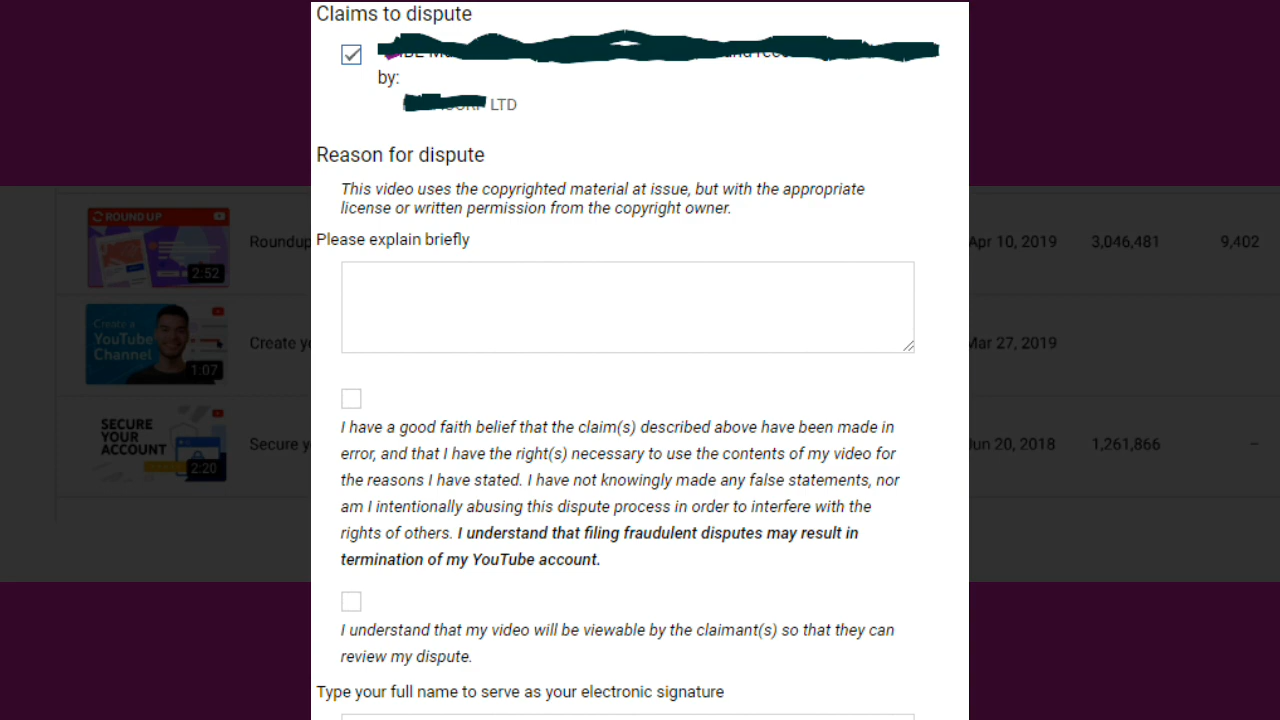 Claims to dispute
by:
LTD
Reason for dispute
This video uses the copyrighted material at issue, but with the appropriate
license or written permission from the copyright owner.
Please explain briefly
I have a good faith belief that the claim(s) described above have been made in
error, and that I have the right(s) necessary to use the contents of my video for
the reasons I have stated. I have not knowingly made any false statements, nor
am I intentionally abusing this dispute process in order to interfere with the
rights of others. I understand that filing fraudulent disputes may result in
termination of my YouTube account.
I understand that my video will be viewable by the claimant(s) so that they can
review my dispute.
Type your full name to serve as your electronic signature
ROUNDUP
2:52
Roundup
Apr 10, 2019 3,046,481 9,402
Create a
YouTube
Channel
1:07
Create
Mar 27, 2019
SECURE
YOUR
ACCOUNT
2:20
Secure
Jun 20, 2018 1,261,866 –